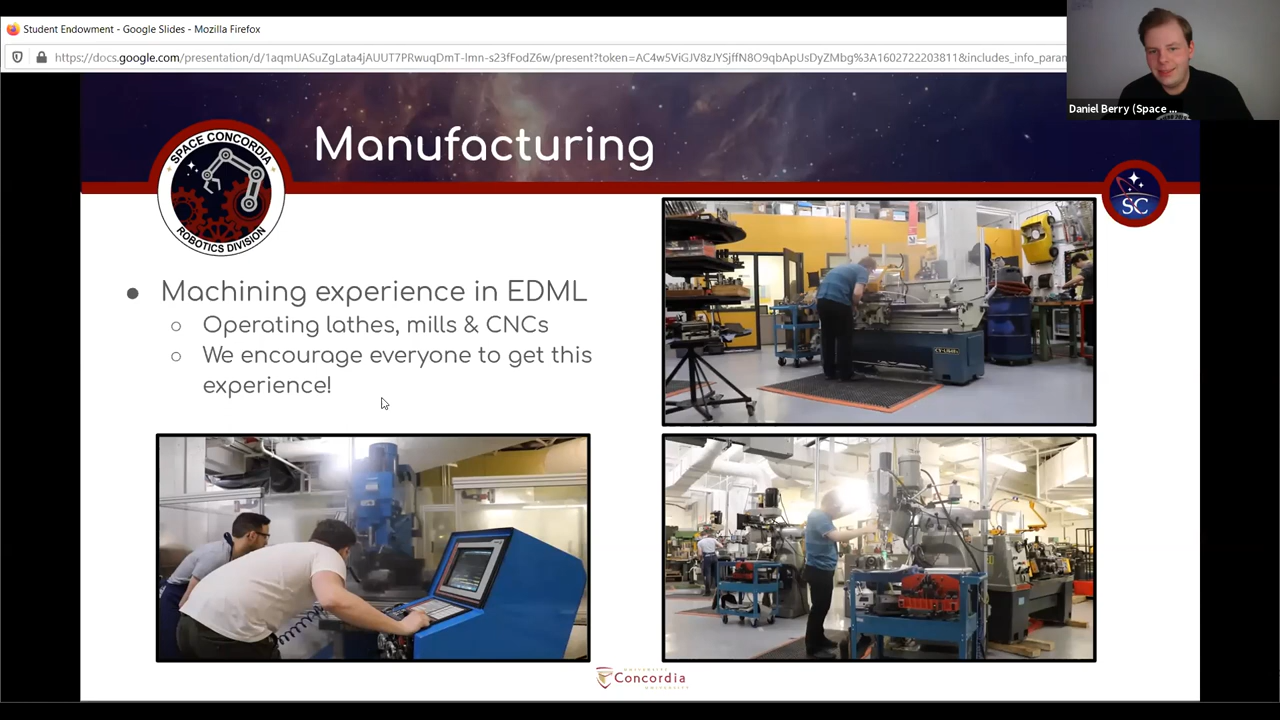 Student Endowment - Google Slides - Mozilla Firefox
https://docs.google.com/presentation/d/1aqmUASuZgLata4jAUUT7PRwuqDmT-lmn-s23fFodZ6w/present?token=AC4w5ViGJV8zJYSjffN8O9qbApUsDyZMbg%3A1602722203811&includes_info_param
Daniel Berry (Space ...
Manufacturing
SPACE CONCORDIA
ROBOTICS DIVISION
SC
● Machining experience in EDML
○ Operating lathes, mills & CNCs
○ We encourage everyone to get this
experience!
UNIVERSITÉ
Concordia
UNIVERSITY